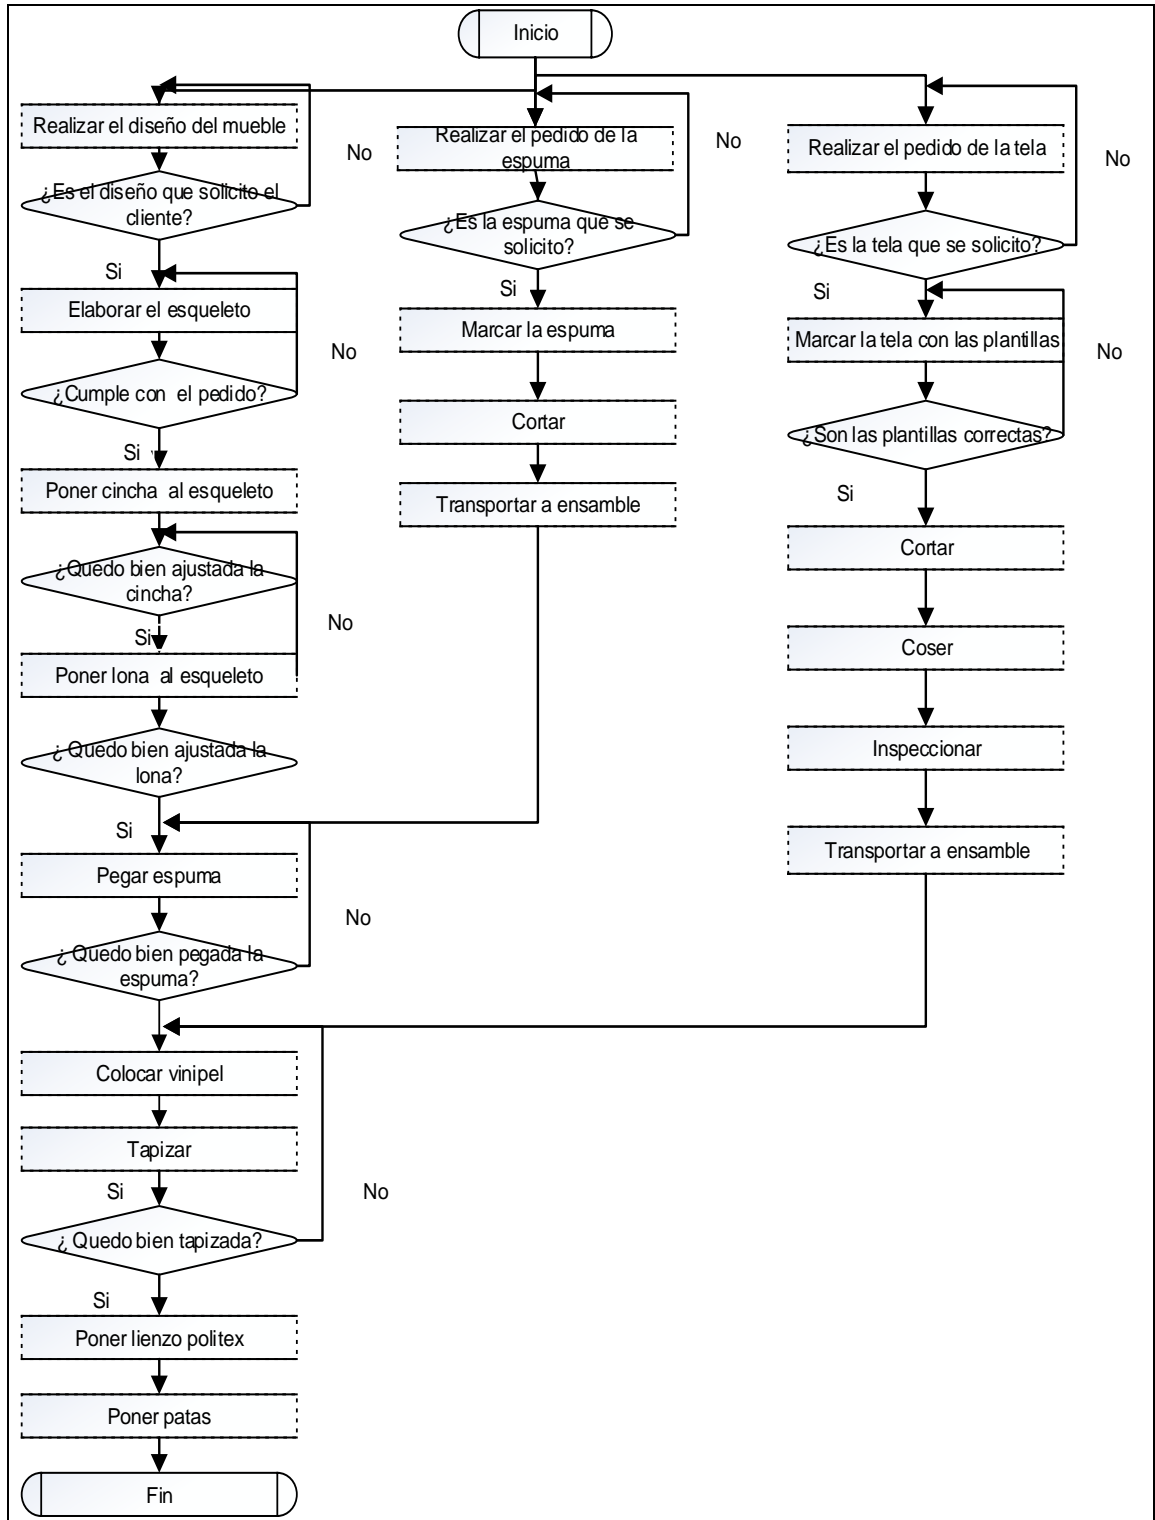 Inicio
Realizar el diseño del mueble
No
¿Es el diseño que solicito el
cliente?
Si
Elaborar el esqueleto
No
¿Cumple con el pedido?
Si
Poner cincha al esqueleto
¿Quedo bien ajustada la
cincha?
No
Si
Poner lona al esqueleto
¿ Quedo bien ajustada la
lona?
Si
Pegar espuma
No
¿ Quedo bien pegada la
espuma?
Colocar vinipel
Tapizar
Si
No
¿ Quedo bien tapizada?
Si
Poner lienzo politex
Poner patas
Fin
Realizar el pedido de la
espuma
No
¿Es la espuma que se
solicito?
Si
Marcar la espuma
Cortar
Transportar a ensamble
Realizar el pedido de la tela
No
¿Es la tela que se solicito?
Si
Marcar la tela con las plantillas
No
¿Son las plantillas correctas?
Si
Cortar
Coser
Inspeccionar
Transportar a ensamble